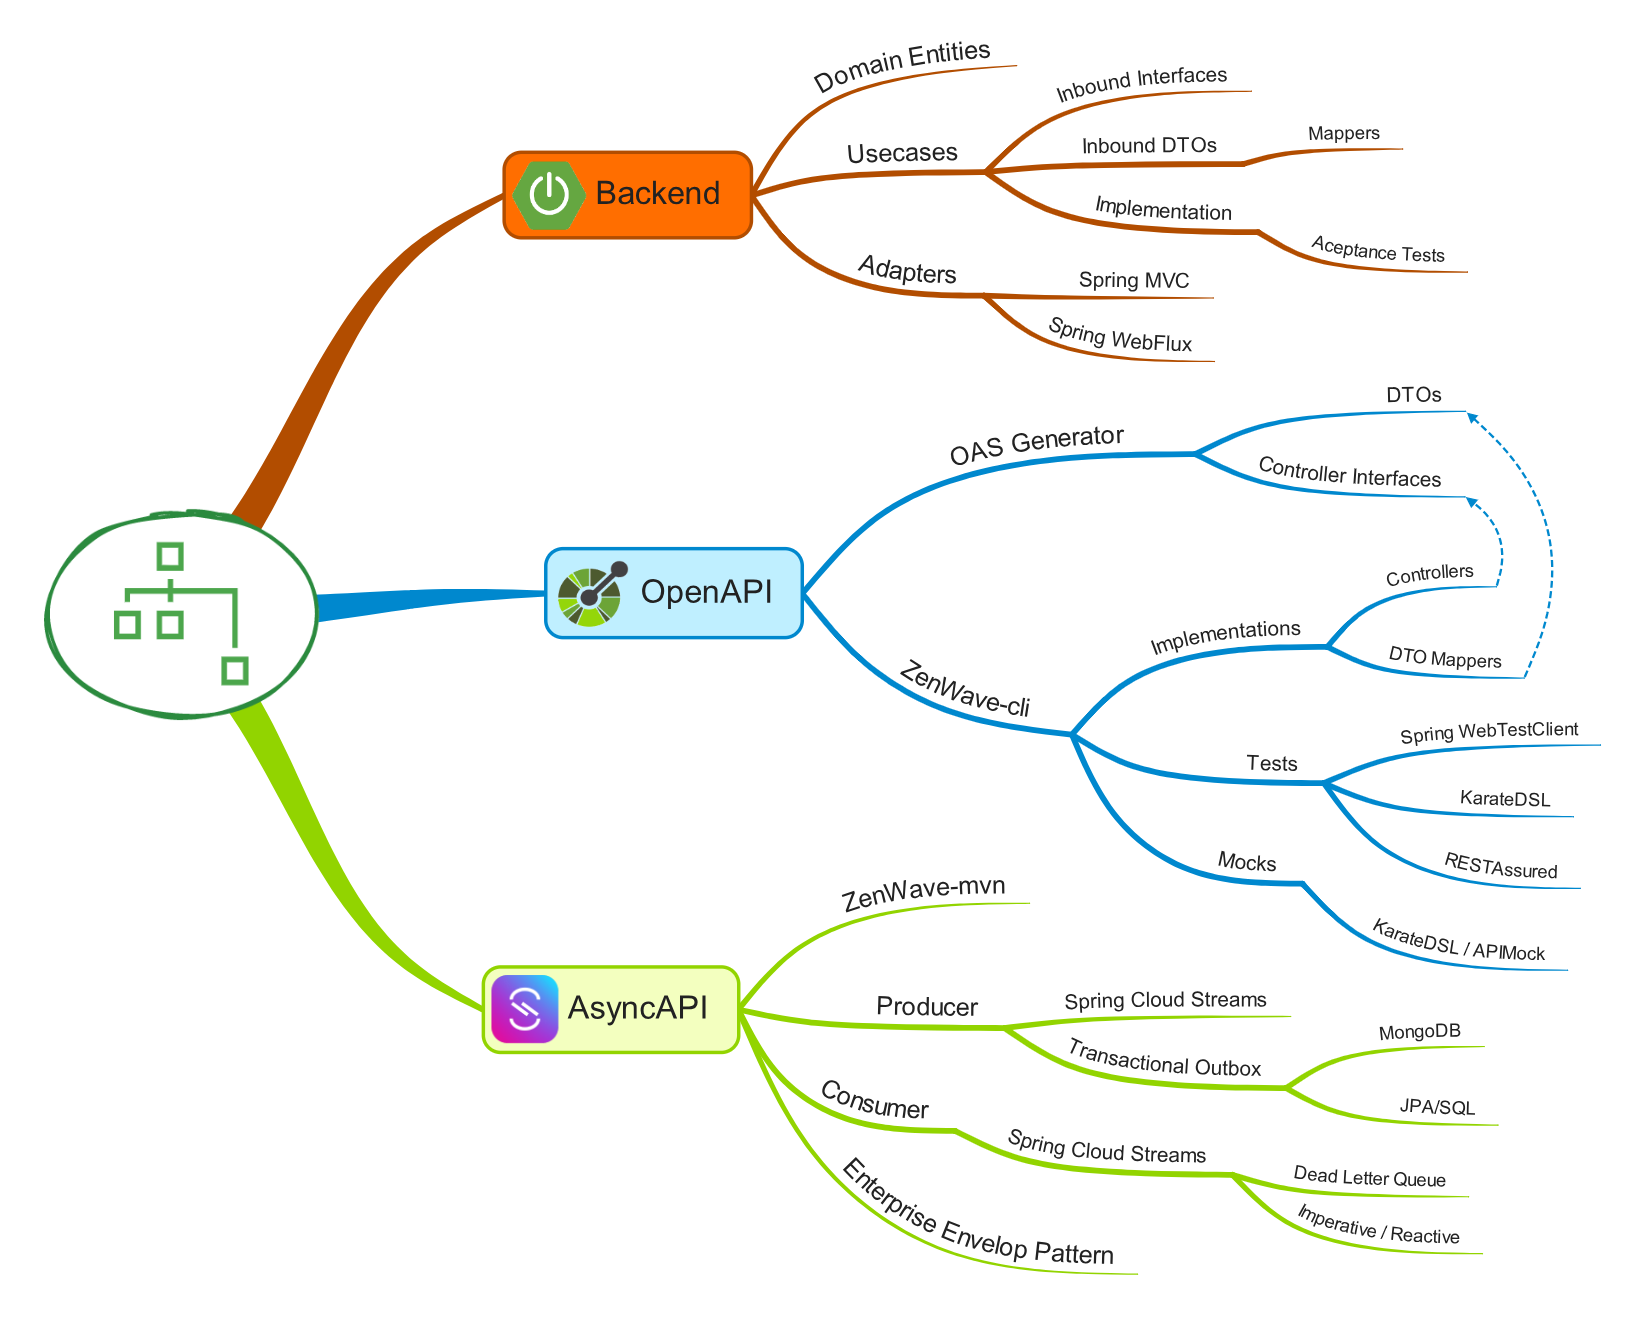 Backend
Domain Entities
Usecases
Inbound Interfaces
Inbound DTOs
Mappers
Implementation
Aceptance Tests
Adapters
Spring MVC
Spring WebFlux
OpenAPI
OAS Generator
DTOs
Controller Interfaces
ZenWave-cli
Implementations
Controllers
DTO Mappers
Tests
Spring WebTestClient
KarateDSL
RESTAssured
Mocks
KarateDSL / APIMock
AsyncAPI
ZenWave-mvn
Producer
Spring Cloud Streams
Transactional Outbox
MongoDB
JPA/SQL
Consumer
Spring Cloud Streams
Dead Letter Queue
Imperative / Reactive
Enterprise Envelop Pattern